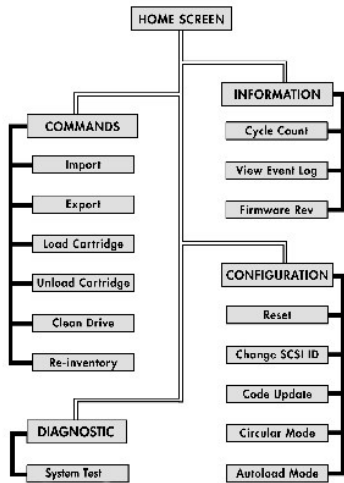 HOME SCREEN
COMMANDS
Import
Export
Load Cartridge
Unload Cartridge
Clean Drive
Re-inventory
DIAGNOSTIC
System Test
INFORMATION
Cycle Count
View Event Log
Firmware Rev
CONFIGURATION
Reset
Change SCSI ID
Code Update
Circular Mode
Autoload Mode